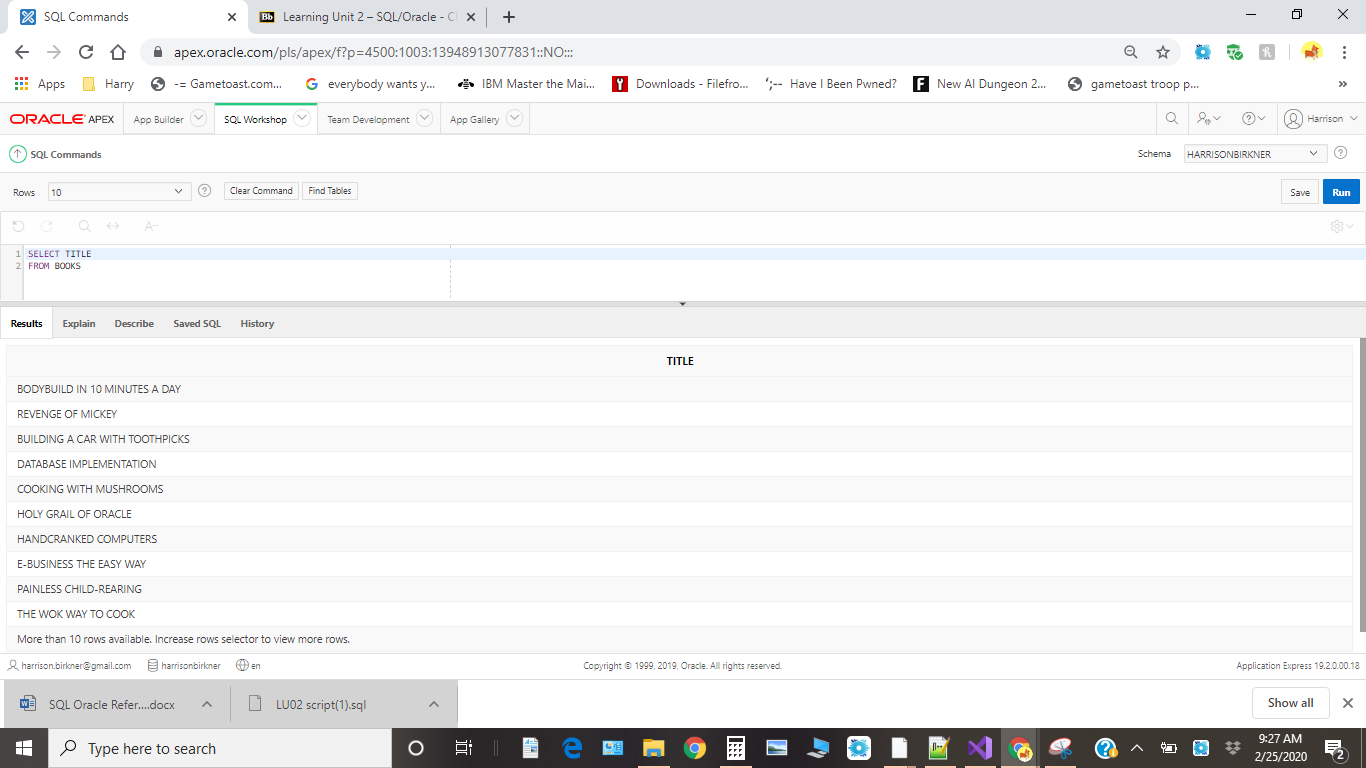 SQL Commands
Bb Learning Unit 2 – SQL/Oracle - C
apex.oracle.com/pls/apex/f?p=4500:1003:13948913077831::NO:::
Apps Harry -= Gametoast.com... everybody wants y... IBM Master the Mai... Downloads - Filefro... Have I Been Pwned? New AI Dungeon 2... gametoast troop p... »
ORACLE APEX App Builder SQL Workshop Team Development App Gallery Harrison
SQL Commands Schema HARRISONBIRKNER
Rows 10 Clear Command Find Tables Save Run
1 SELECT TITLE
2 FROM BOOKS
Results Explain Describe Saved SQL History
TITLE
BODYBUILD IN 10 MINUTES A DAY
REVENGE OF MICKEY
BUILDING A CAR WITH TOOTHPICKS
DATABASE IMPLEMENTATION
COOKING WITH MUSHROOMS
HOLY GRAIL OF ORACLE
HANDCRANKED COMPUTERS
E-BUSINESS THE EASY WAY
PAINLESS CHILD-REARING
THE WOK WAY TO COOK
More than 10 rows available. Increase rows selector to view more rows.
harrison.birkner@gmail.com harrisonbirkner en Copyright © 1999, 2019, Oracle. All rights reserved. Application Express 19.2.0.00.18
SQL Oracle Refer....docx LU02 script(1).sql Show all
Type here to search 9:27 AM
2/25/2020 2